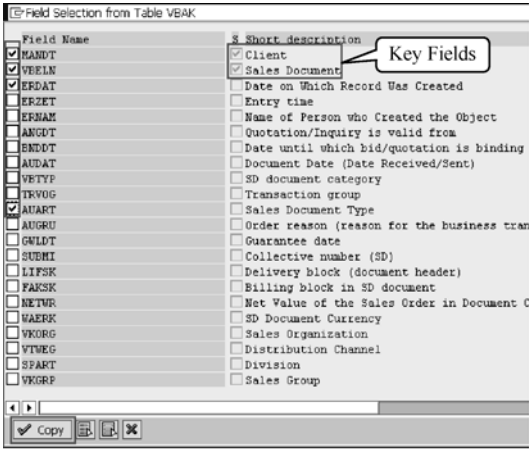 Field Selection from Table VBAK
Field Name S Short description
MANDT Client
VBELN Sales Document
Key Fields
ERDAT Date on Which Record Was Created
ERZET Entry time
ERNAM Name of Person who Created the Object
ANGDT Quotation/Inquiry is valid from
BNDDT Date until which bid/quotation is binding
AUDAT Document Date (Date Received/Sent)
VBTYP SD document category
TRVOG Transaction group
AUART Sales Document Type
AUGRU Order reason (reason for the business tran
GWLDT Guarantee date
SUBMI Collective number (SD)
LIFSK Delivery block (document header)
FAKSK Billing block in SD document
NETWR Net Value of the Sales Order in Document C
WAERK SD Document Currency
VKORG Sales Organization
VTWEG Distribution Channel
SPART Division
VKGRP Sales Group
Copy